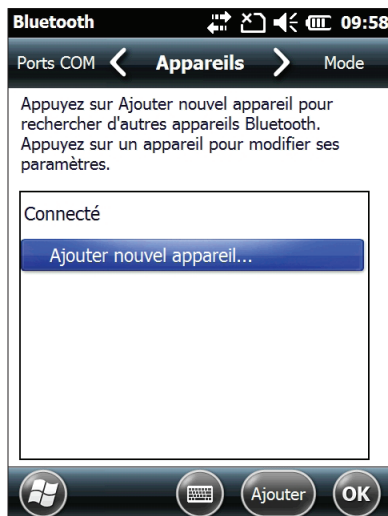 Bluetooth 09:58
Ports COM Appareils Mode
Appuyez sur Ajouter nouvel appareil pour
rechercher d'autres appareils Bluetooth.
Appuyez sur un appareil pour modifier ses
paramètres.
Connecté
Ajouter nouvel appareil...
Ajouter OK